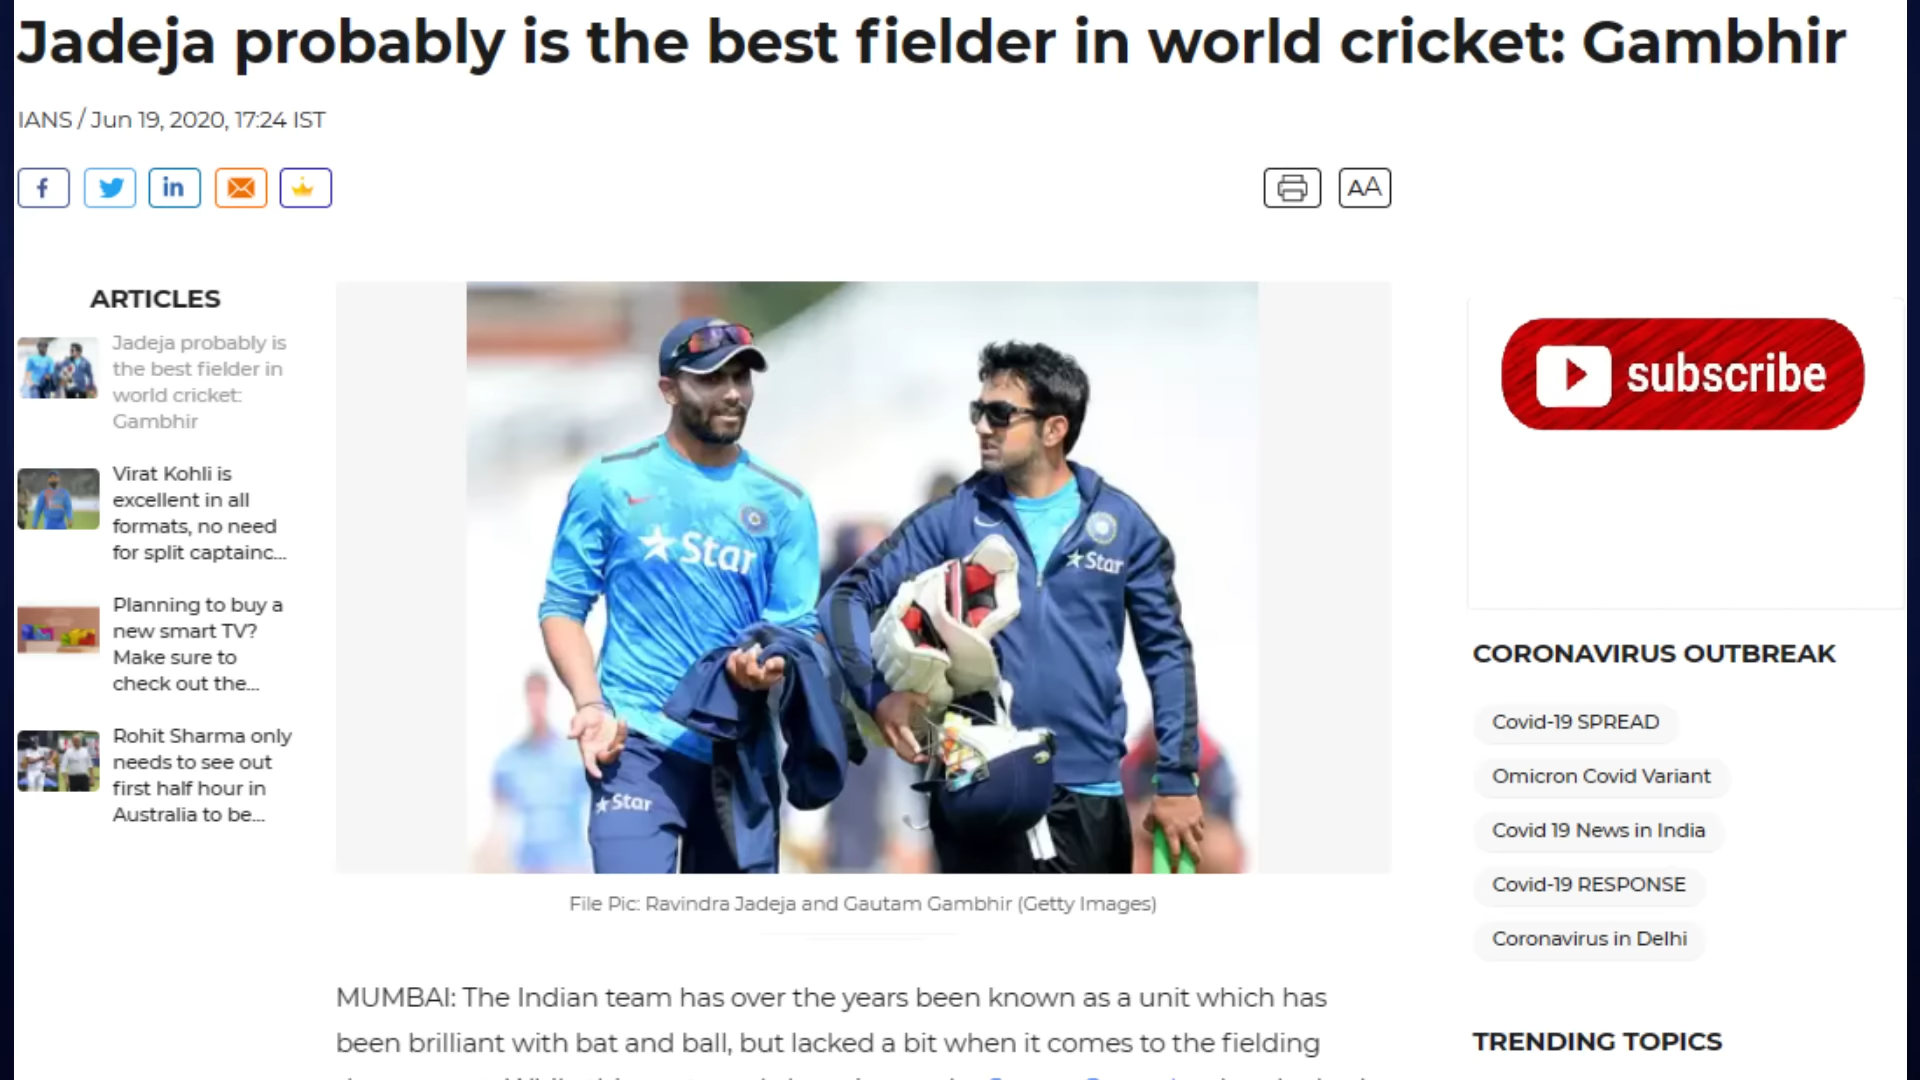 Jadeja probably is the best fielder in world cricket: Gambhir
IANS / Jun 19, 2020, 17:24 IST
f
in
AA
ARTICLES
Jadeja probably is
the best fielder in
world cricket:
Gambhir
Virat Kohli is
excellent in all
formats, no need
for split captainc...
Planning to buy a
new smart TV?
Make sure to
check out the...
Rohit Sharma only
needs to see out
first half hour in
Australia to be...
Star
Star
Star
File Pic: Ravindra Jadeja and Gautam Gambhir (Getty Images)
MUMBAI: The Indian team has over the years been known as a unit which has
been brilliant with bat and ball, but lacked a bit when it comes to the fielding
subscribe
CORONAVIRUS OUTBREAK
Covid-19 SPREAD
Omicron Covid Variant
Covid 19 News in India
Covid-19 RESPONSE
Coronavirus in Delhi
TRENDING TOPICS